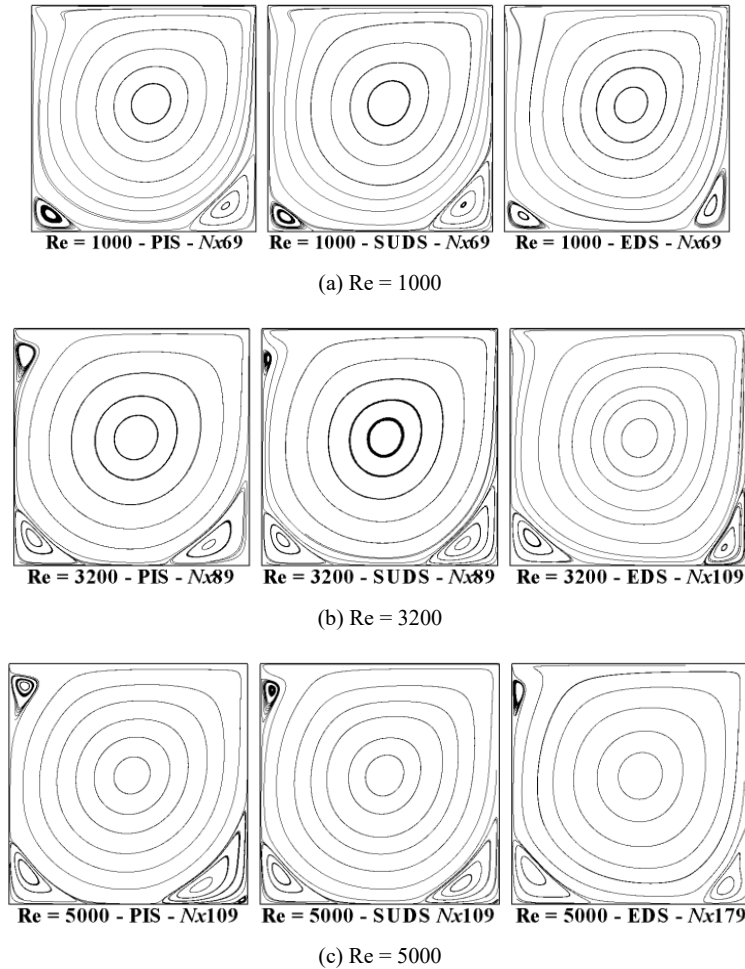 Re = 1000 - PIS - Nx69
Re = 1000 - SUDS - Nx69
Re = 1000 - EDS - Nx69
(a) Re = 1000
Re = 3200 - PIS - Nx89
Re = 3200 - SUDS - Nx89
Re = 3200 - EDS - Nx109
(b) Re = 3200
Re = 5000 - PIS - Nx109
Re = 5000 - SUDS Nx109
Re = 5000 - EDS - Nx179
(c) Re = 5000